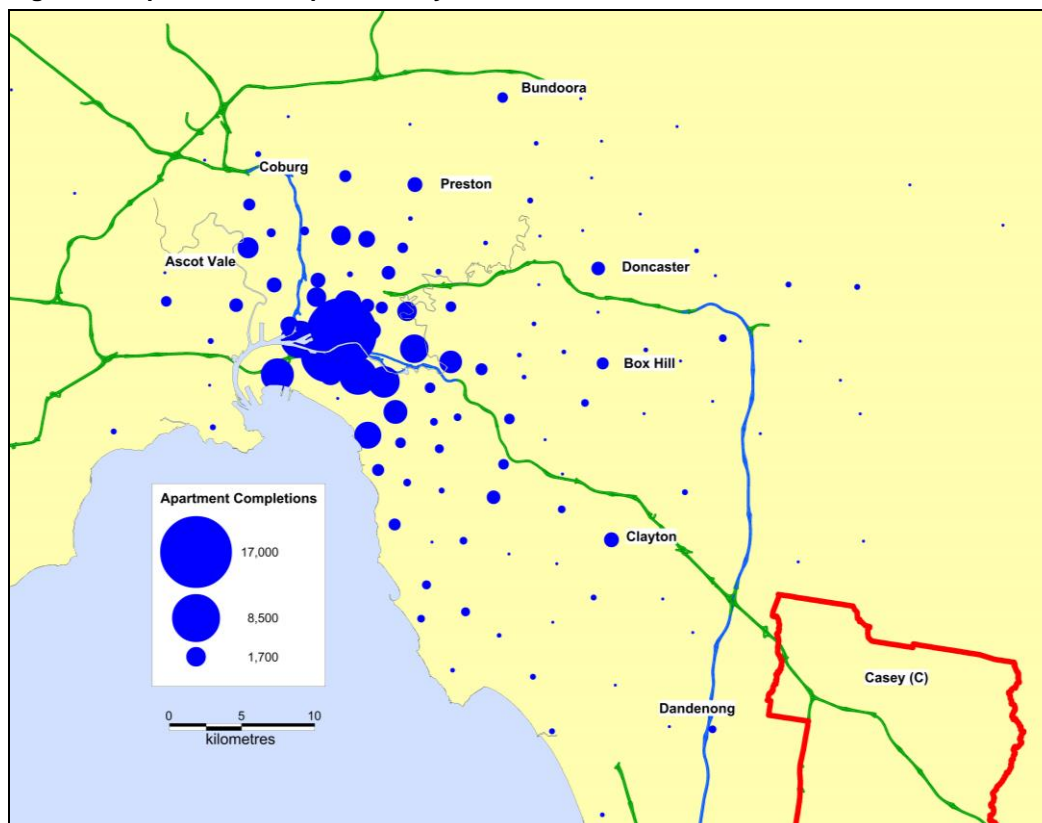 Bundoora
Coburg
Preston
Ascot Vale
Doncaster
Box Hill
Apartment Completions
17,000
8,500
1,700
Clayton
0 5 10
kilometres
Casey (C)
Dandenong